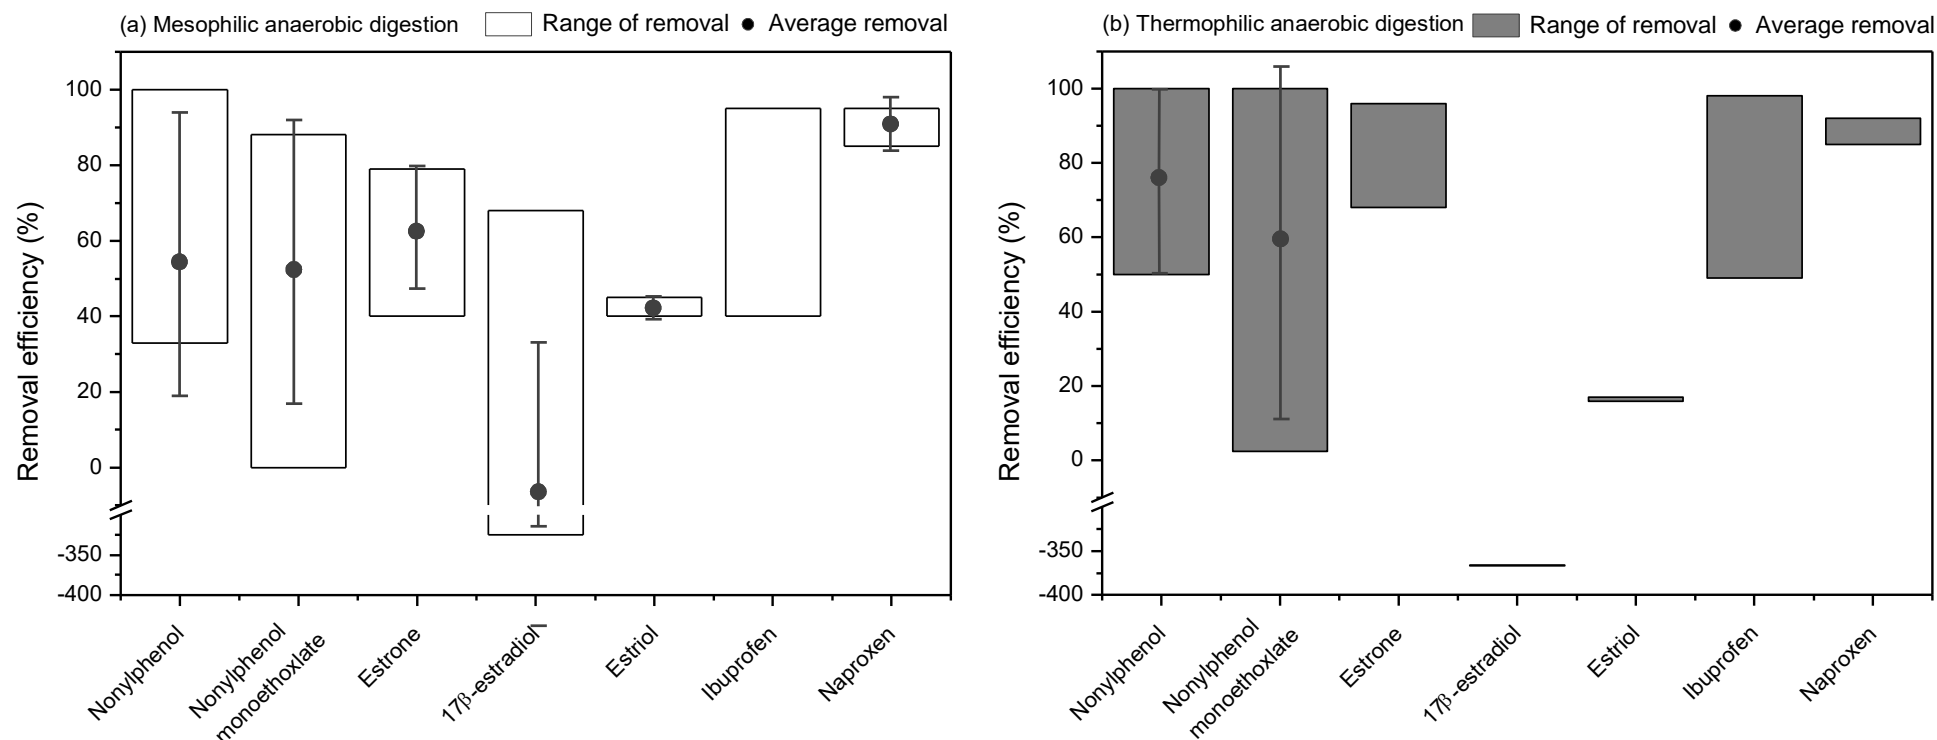 (a) Mesophilic anaerobic digestion Range of removal Average removal
Removal efficiency (%)
100
80
60
40
20
0
-350
-400
Nonylphenol
Nonylphenol
monoethoxlate
Estrone
17β-estradiol
Estriol
Ibuprofen
Naproxen
(b) Thermophilic anaerobic digestion Range of removal Average removal
Removal efficiency (%)
100
80
60
40
20
0
-350
-400
Nonylphenol
Nonylphenol
monoethoxlate
Estrone
17β-estradiol
Estriol
Ibuprofen
Naproxen